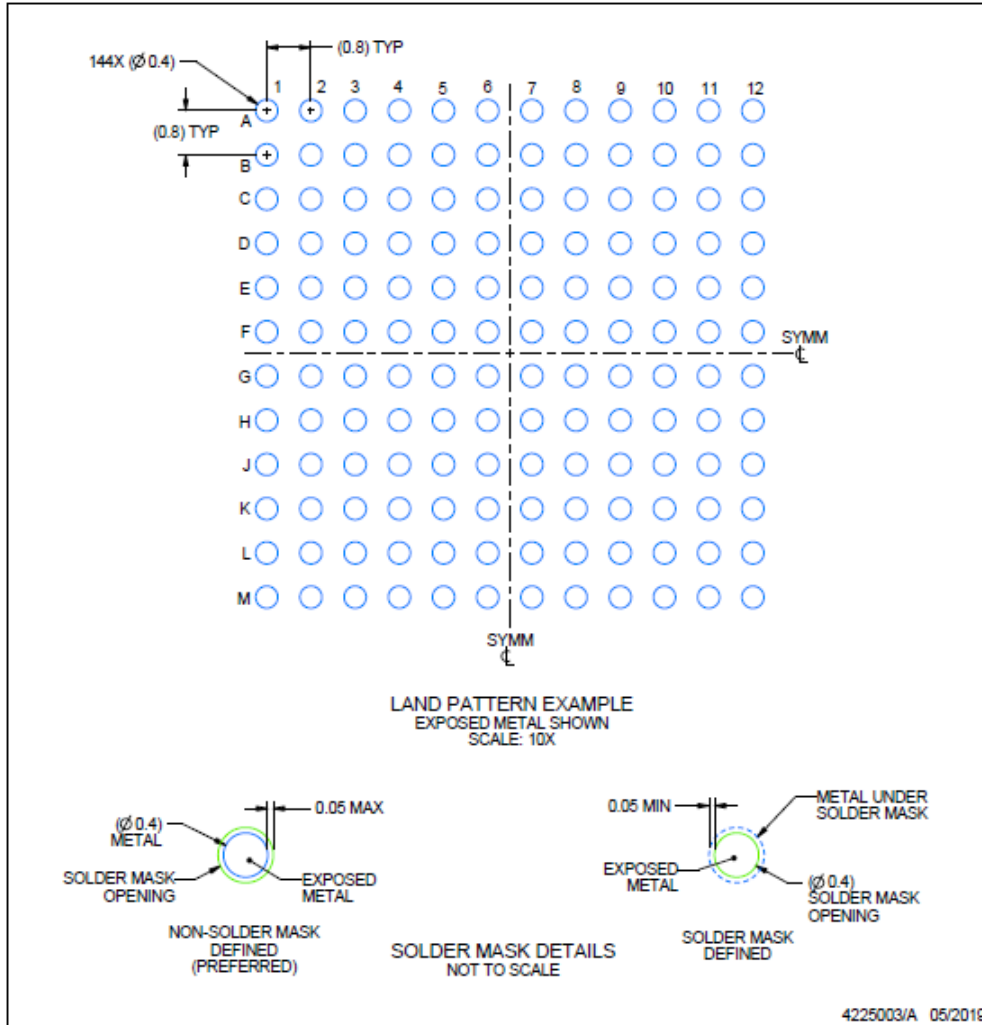 (0.8) TYP
144X (Ø 0.4)
1 2 3 4 5 6 7 8 9 10 11 12
A
(0.8) TYP
B
C
D
E
F
SYMM
℄
G
H
J
K
L
M
SYMM
℄
LAND PATTERN EXAMPLE
EXPOSED METAL SHOWN
SCALE: 10X
0.05 MAX
(Ø 0.4)
METAL
SOLDER MASK
OPENING
EXPOSED
METAL
NON-SOLDER MASK
DEFINED
(PREFERRED)
0.05 MIN
METAL UNDER
SOLDER MASK
EXPOSED
METAL
(Ø 0.4)
SOLDER MASK
OPENING
SOLDER MASK
DEFINED
SOLDER MASK DETAILS
NOT TO SCALE
4225003/A 05/2019